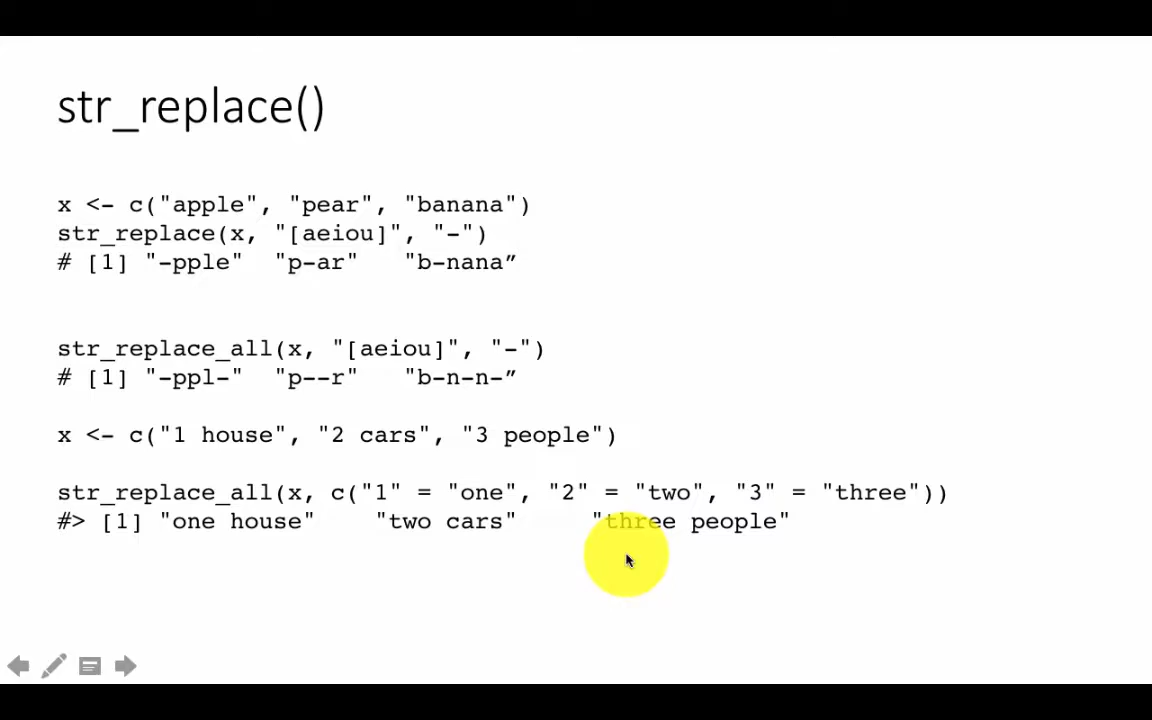 str_replace()
x <- c("apple", "pear", "banana")
str_replace(x, "[aeiou]", "-")
# [1] "-pple"  "p-ar"   "b-nana”
str_replace_all(x, "[aeiou]", "-")
# [1] "-ppl-"  "p--r"   "b-n-n-”
x <- c("1 house", "2 cars", "3 people")
str_replace_all(x, c("1" = "one", "2" = "two", "3" = "three"))
#> [1] "one house"    "two cars"     "three people"